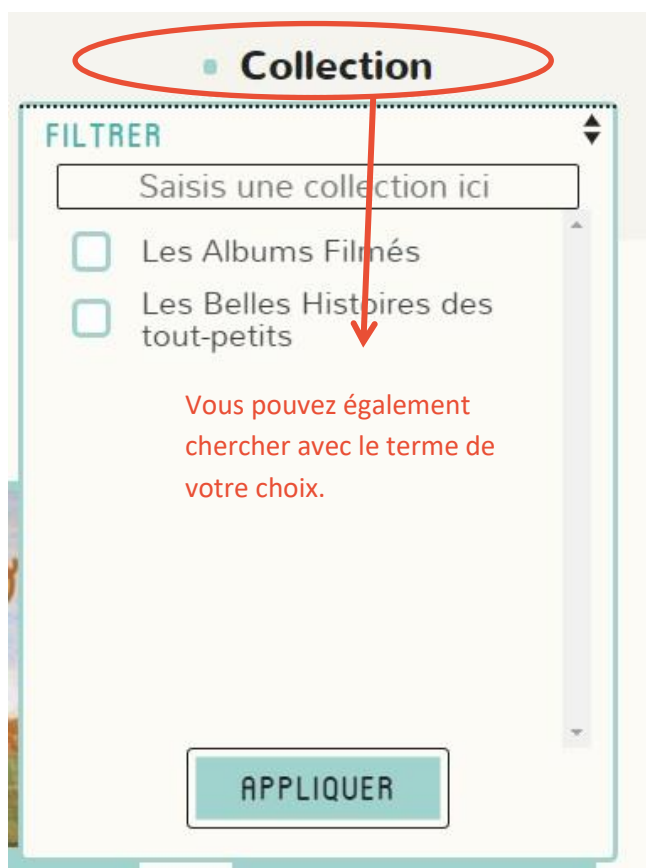 Collection
FILTRER
Saisis une collection ici
Les Albums Filmés
Les Belles Histoires des
tout-petits
Vous pouvez également
chercher avec le terme de
votre choix.
APPLIQUER